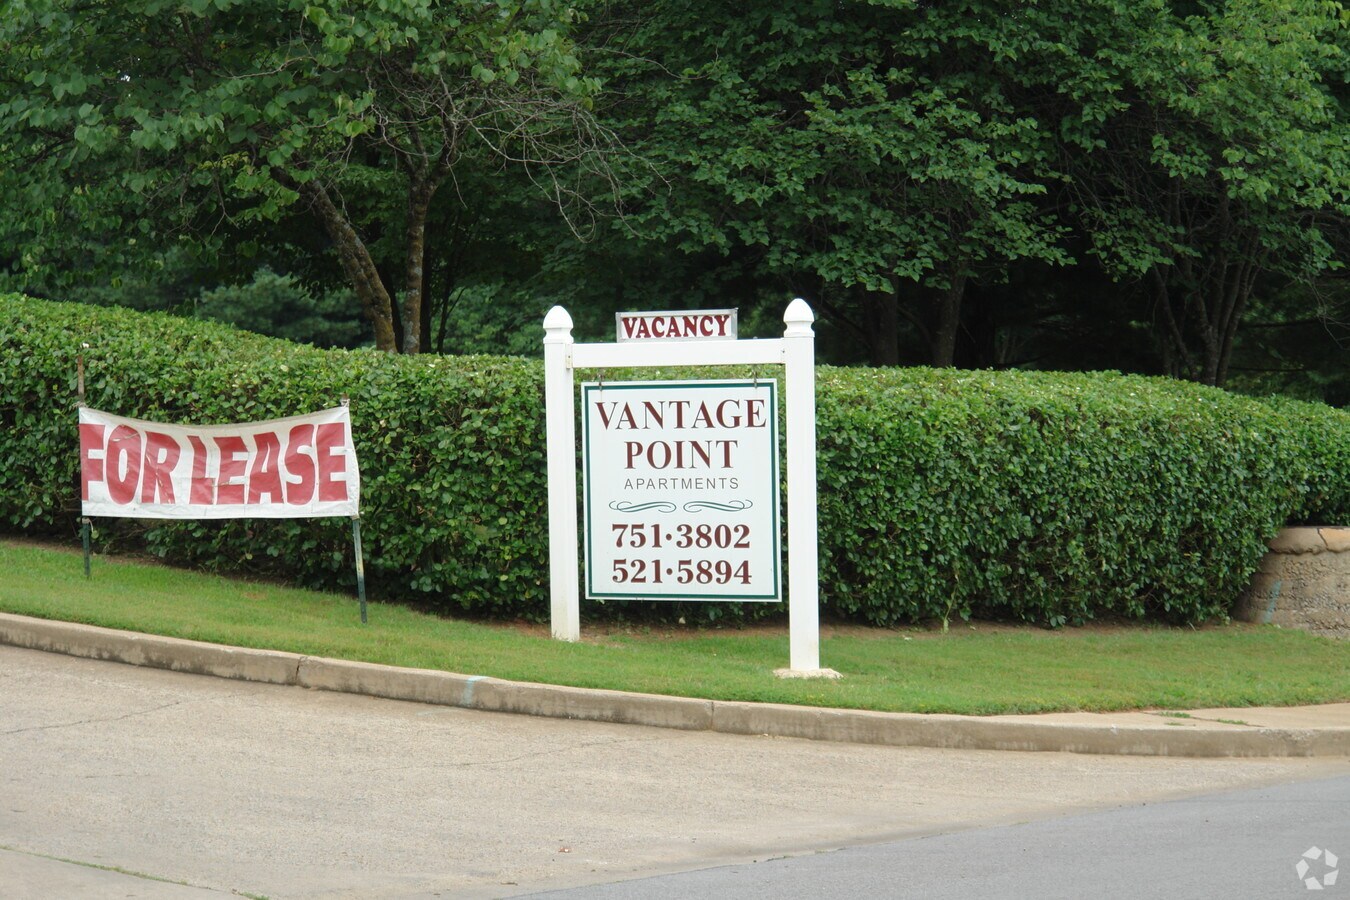 FOR LEASE
VACANCY
VANTAGE
POINT
APARTMENTS
751•3802
521•5894